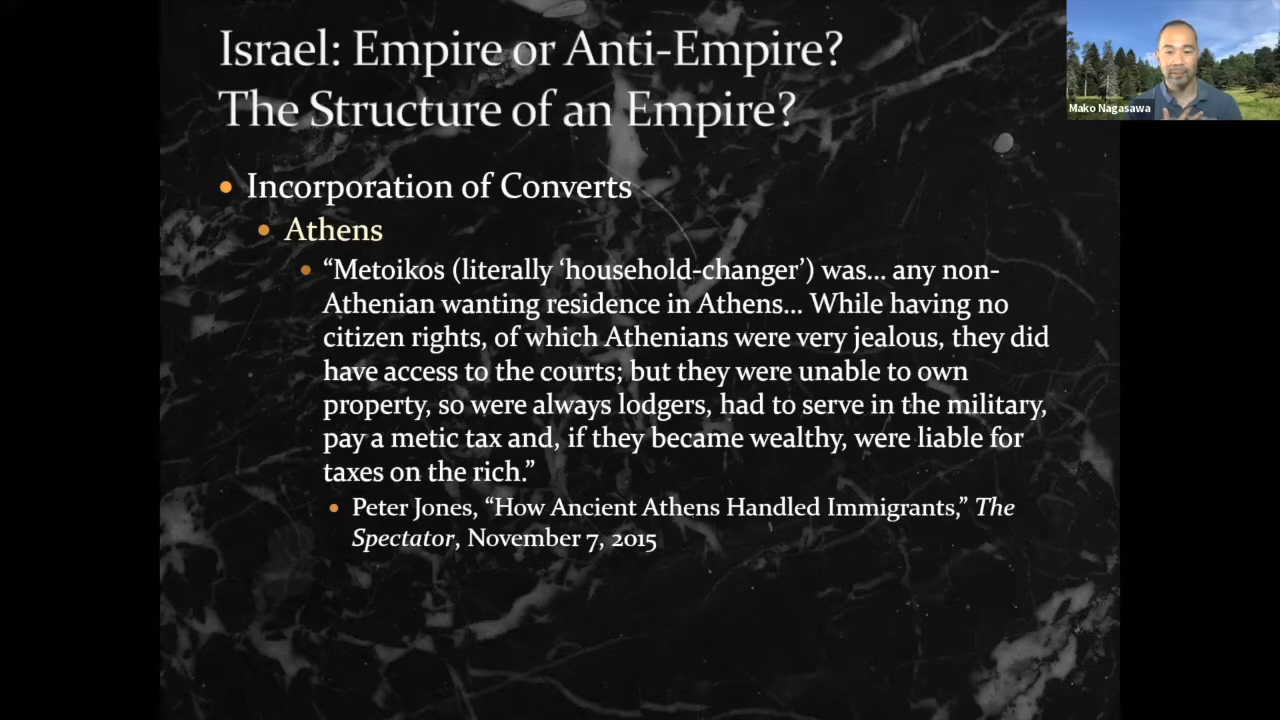 Israel: Empire or Anti-Empire?
The Structure of an Empire?
Mako Nagasawa
• Incorporation of Converts
• Athens
• “Metoikos (literally ‘household-changer’) was… any non-
Athenian wanting residence in Athens… While having no
citizen rights, of which Athenians were very jealous, they did
have access to the courts; but they were unable to own
property, so were always lodgers, had to serve in the military,
pay a metic tax and, if they became wealthy, were liable for
taxes on the rich.”
• Peter Jones, “How Ancient Athens Handled Immigrants,” The
Spectator, November 7, 2015